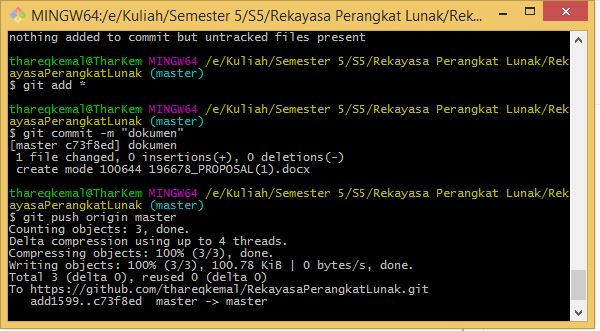 MINGW64:/e/Kuliah/Semester 5/S5/Rekayasa Perangkat Lunak/Rek...
nothing added to commit but untracked files present
thareqkemal@TharKem MINGW64 /e/Kuliah/Semester 5/S5/Rekayasa Perangkat Lunak/Rek
ayasaPerangkatLunak (master)
$ git add *
thareqkemal@TharKem MINGW64 /e/Kuliah/Semester 5/S5/Rekayasa Perangkat Lunak/Rek
ayasaPerangkatLunak (master)
$ git commit -m "dokumen"
[master c73f8ed] dokumen
1 file changed, 0 insertions(+), 0 deletions(-)
create mode 100644 196678_PROPOSAL(1).docx
thareqkemal@TharKem MINGW64 /e/Kuliah/Semester 5/S5/Rekayasa Perangkat Lunak/Rek
ayasaPerangkatLunak (master)
$ git push origin master
Counting objects: 3, done.
Delta compression using up to 4 threads.
Compressing objects: 100% (3/3), done.
Writing objects: 100% (3/3), 100.78 KiB | 0 bytes/s, done.
Total 3 (delta 0), reused 0 (delta 0)
To https://github.com/thareqkemal/RekayasaPerangkatLunak.git
add1599..c73f8ed  master -> master